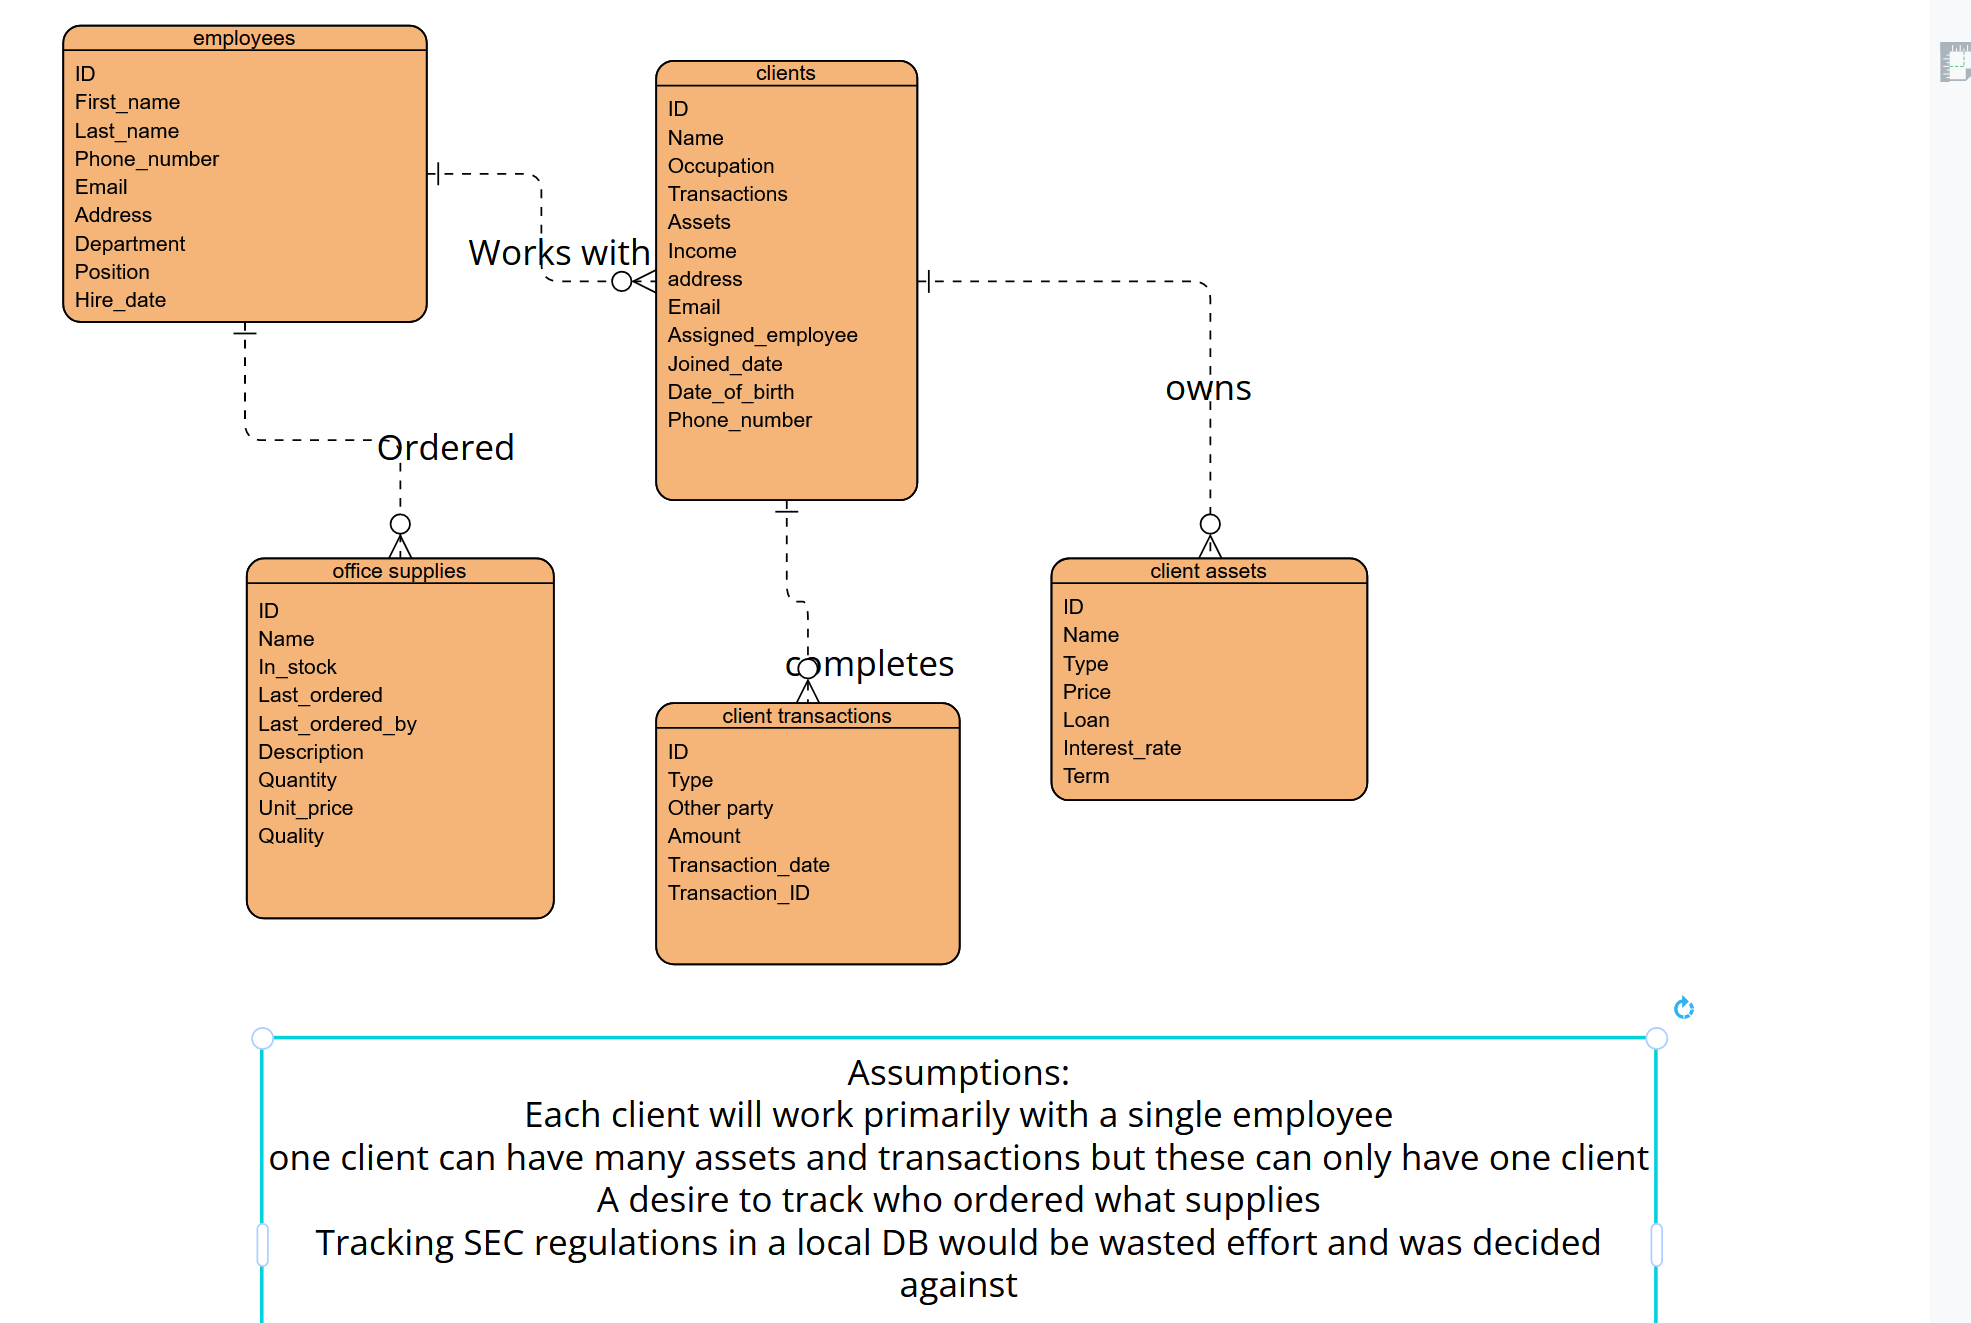 employees
ID
First_name
Last_name
Phone_number
Email
Address
Department
Position
Hire_date
clients
ID
Name
Occupation
Transactions
Assets
Income
address
Email
Assigned_employee
Joined_date
Date_of_birth
Phone_number
Works with
owns
Ordered
completes
office supplies
ID
Name
In_stock
Last_ordered
Last_ordered_by
Description
Quantity
Unit_price
Quality
client transactions
ID
Type
Other party
Amount
Transaction_date
Transaction_ID
client assets
ID
Name
Type
Price
Loan
Interest_rate
Term
Assumptions:
Each client will work primarily with a single employee
one client can have many assets and transactions but these can only have one client
A desire to track who ordered what supplies
Tracking SEC regulations in a local DB would be wasted effort and was decided
against